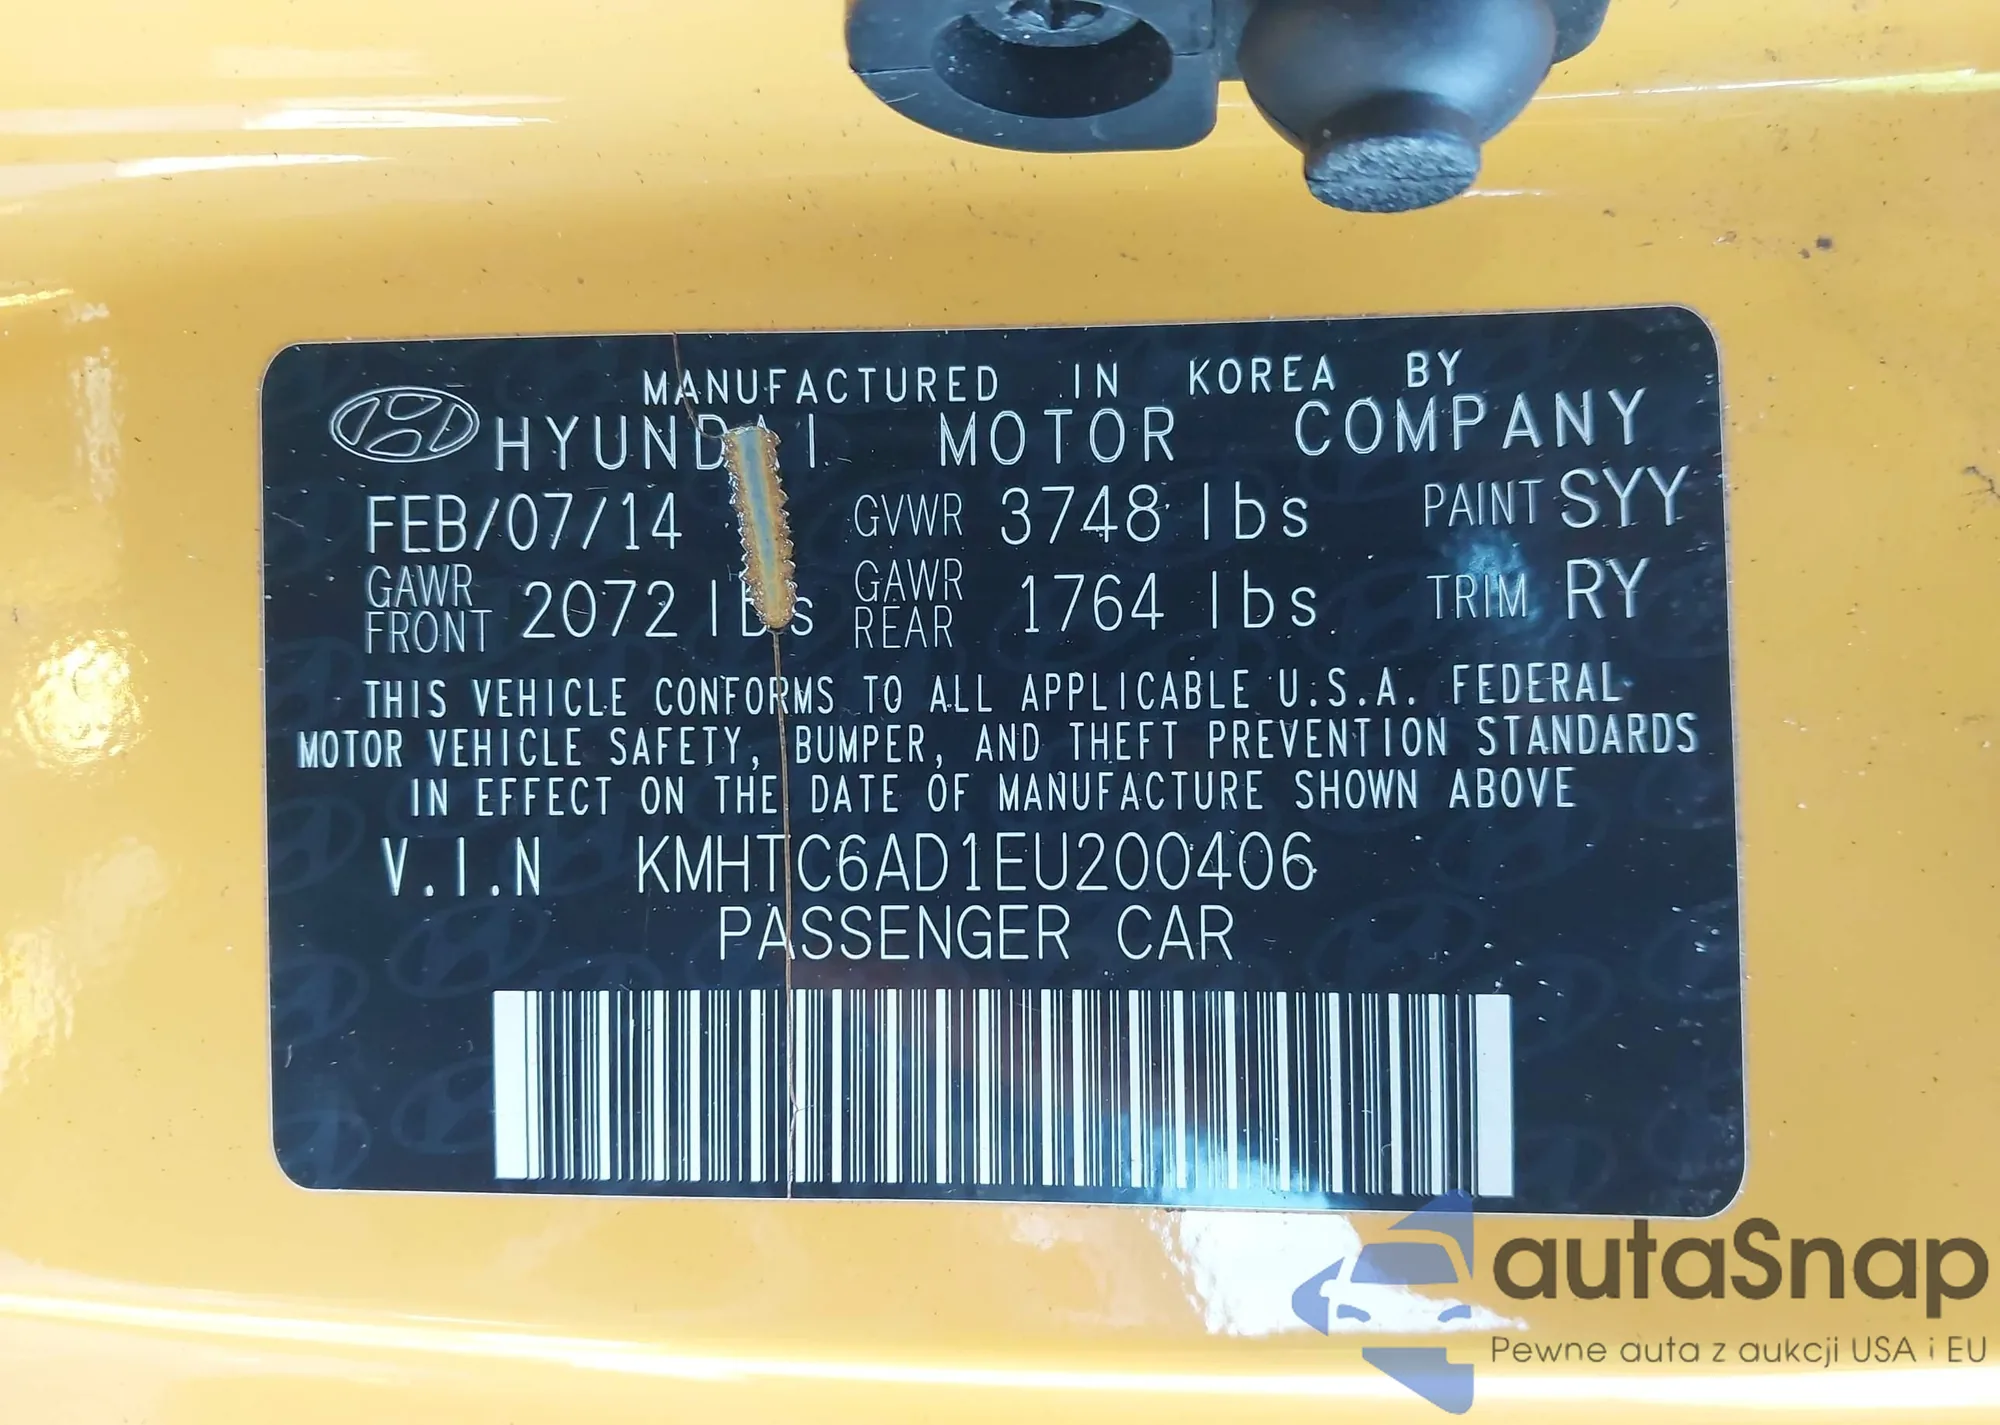 MANUFACTURED IN KOREA BY
HYUNDAI MOTOR COMPANY
FEB/07/14 GVWR 3748 lbs PAINT SYY
GAWR FRONT 2072 lbs GAWR REAR 1764 lbs TRIM RY
THIS VEHICLE CONFORMS TO ALL APPLICABLE U.S.A. FEDERAL
MOTOR VEHICLE SAFETY, BUMPER, AND THEFT PREVENTION STANDARDS
IN EFFECT ON THE DATE OF MANUFACTURE SHOWN ABOVE
V.I.N KMHTC6AD1EU200406
PASSENGER CAR
autaSnap
Pewne auta z aukcji USA i EU